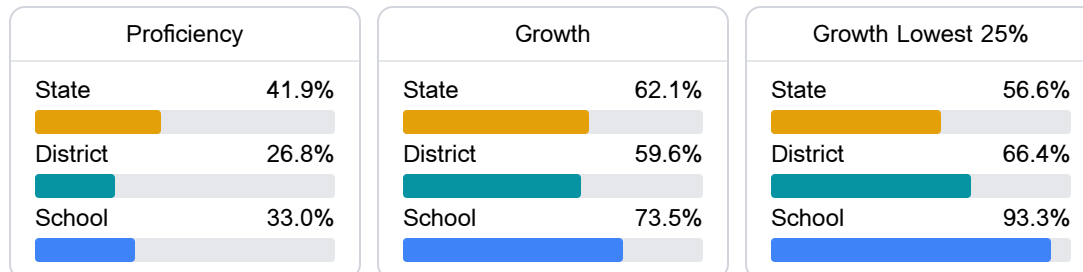 Proficiency
State 41.9%
District 26.8%
School 33.0%
Growth
State 62.1%
District 59.6%
School 73.5%
Growth Lowest 25%
State 56.6%
District 66.4%
School 93.3%